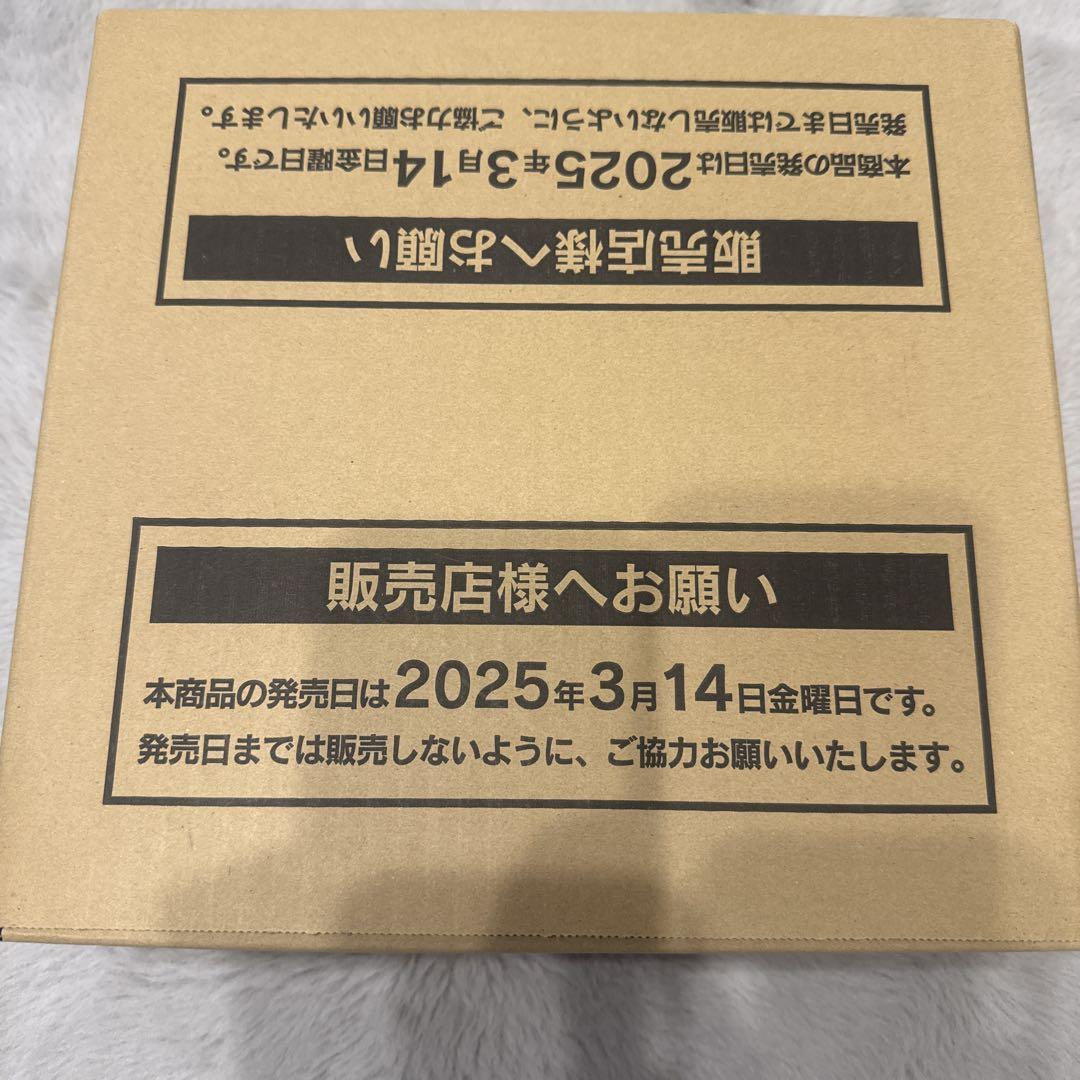 販売店様へお願い
本商品の発売日は2025年3月14日金曜日です。
発売日までは販売しないように、ご協力お願いいたします。
販売店様へお願い
本商品の発売日は2025年3月14日金曜日です。
発売日までは販売しないように、ご協力お願いいたします。